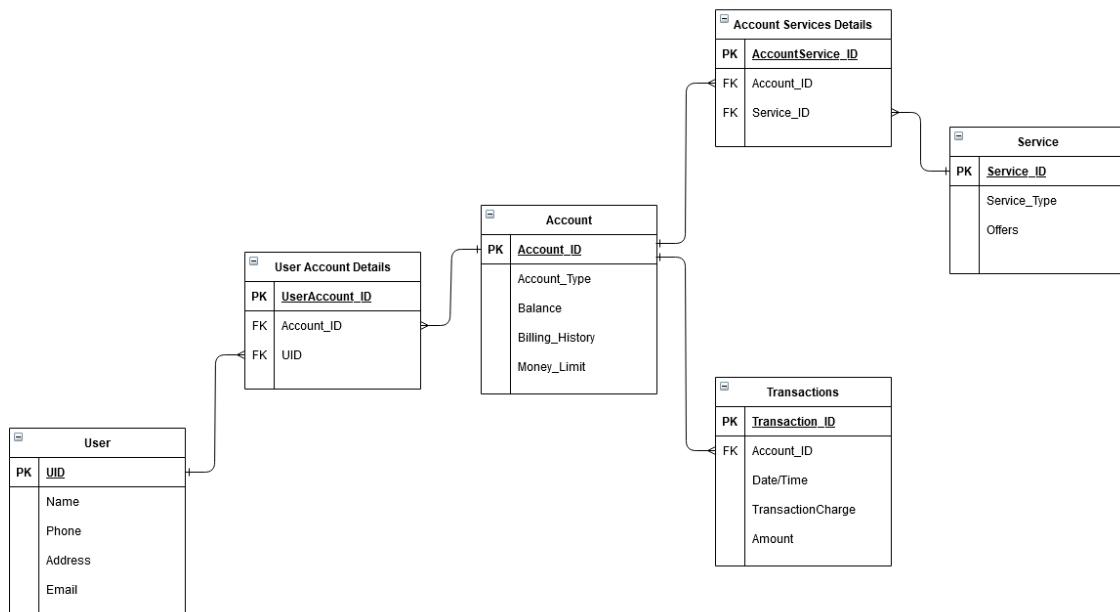 Account Services Details
PK AccountService_ID
FK Account_ID
FK Service_ID
Service
PK Service_ID
Service_Type
Offers
Account
PK Account_ID
Account_Type
Balance
Billing_History
Money_Limit
User Account Details
PK UserAccount_ID
FK Account_ID
FK UID
Transactions
PK Transaction_ID
FK Account_ID
Date/Time
TransactionCharge
Amount
User
PK UID
Name
Phone
Address
Email